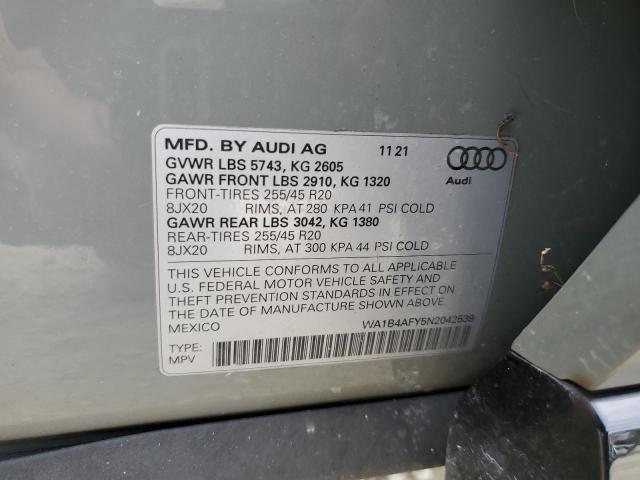 MFD. BY AUDI AG 11 21
GVWR LBS 5743, KG 2605
GAWR FRONT LBS 2910, KG 1320
FRONT-TIRES 255/45 R20
8JX20 RIMS, AT 280 KPA 41 PSI COLD
GAWR REAR LBS 3042, KG 1380
REAR-TIRES 255/45 R20
8JX20 RIMS, AT 300 KPA 44 PSI COLD
Audi
THIS VEHICLE CONFORMS TO ALL APPLICABLE
U.S. FEDERAL MOTOR VEHICLE SAFETY AND
THEFT PREVENTION STANDARDS IN EFFECT ON
THE DATE OF MANUFACTURE SHOWN ABOVE.
MEXICO WA1B4AFY5N2042539
TYPE:
MPV